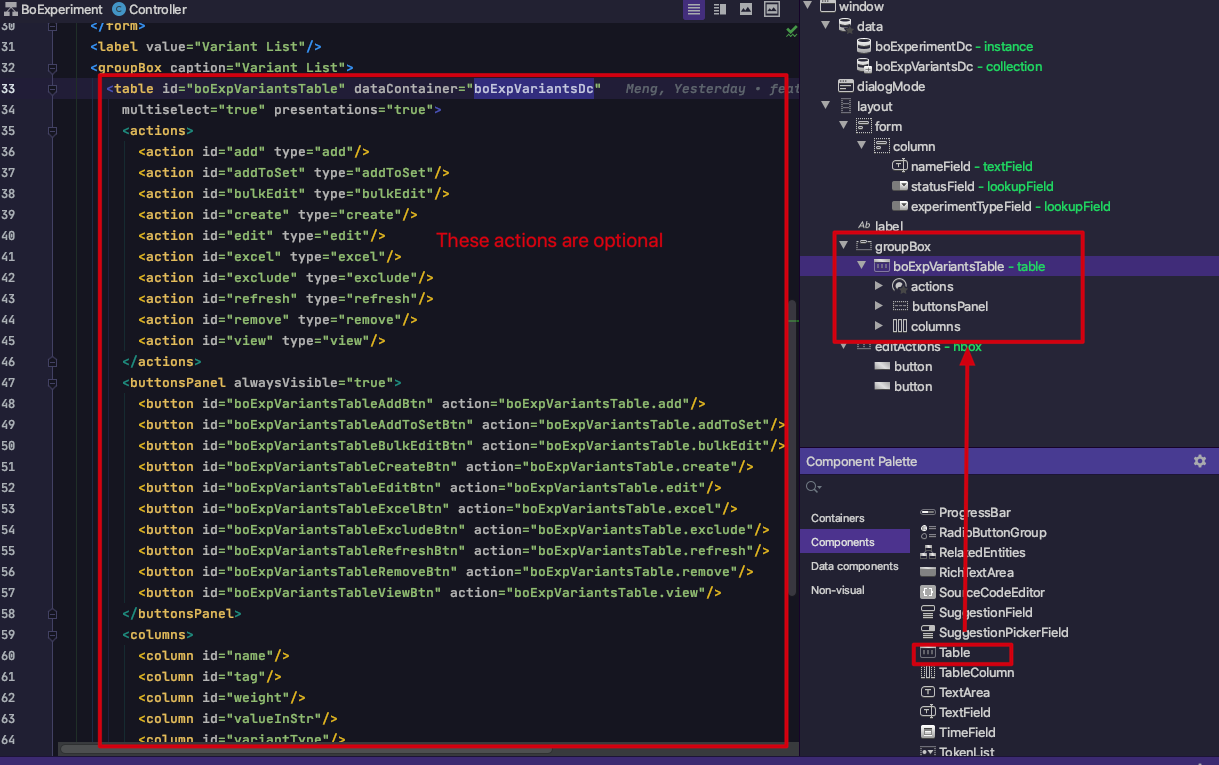 BoExperiment Controller
30 </form>
31 <label value="Variant List"/>
32 <groupBox caption="Variant List">
33 <table id="boExpVariantsTable" dataContainer="boExpVariantsDc" Meng, Yesterday • feat
34 multiselect="true" presentations="true">
35 <actions>
36 <action id="add" type="add"/>
37 <action id="addToSet" type="addToSet"/>
38 <action id="bulkEdit" type="bulkEdit"/>
39 <action id="create" type="create"/>
40 <action id="edit" type="edit"/>
These actions are optional
41 <action id="excel" type="excel"/>
42 <action id="exclude" type="exclude"/>
43 <action id="refresh" type="refresh"/>
44 <action id="remove" type="remove"/>
45 <action id="view" type="view"/>
46 </actions>
47 <buttonsPanel alwaysVisible="true">
48 <button id="boExpVariantsTableAddBtn" action="boExpVariantsTable.add"/>
49 <button id="boExpVariantsTableAddToSetBtn" action="boExpVariantsTable.addToSet"/>
50 <button id="boExpVariantsTableBulkEditBtn" action="boExpVariantsTable.bulkEdit"/>
51 <button id="boExpVariantsTableCreateBtn" action="boExpVariantsTable.create"/>
52 <button id="boExpVariantsTableEditBtn" action="boExpVariantsTable.edit"/>
53 <button id="boExpVariantsTableExcelBtn" action="boExpVariantsTable.excel"/>
54 <button id="boExpVariantsTableExcludeBtn" action="boExpVariantsTable.exclude"/>
55 <button id="boExpVariantsTableRefreshBtn" action="boExpVariantsTable.refresh"/>
56 <button id="boExpVariantsTableRemoveBtn" action="boExpVariantsTable.remove"/>
57 <button id="boExpVariantsTableViewBtn" action="boExpVariantsTable.view"/>
58 </buttonsPanel>
59 <columns>
60 <column id="name"/>
61 <column id="tag"/>
62 <column id="weight"/>
63 <column id="valueInStr"/>
64 <column id="variantType"/>
window
data
boExperimentDc - instance
boExpVariantsDc - collection
dialogMode
layout
form
column
nameField - textField
statusField - lookupField
experimentTypeField - lookupField
Ab label
groupBox
boExpVariantsTable - table
actions
buttonsPanel
columns
editActions - hbox
button
button
Component Palette
Containers
Components
Data components
Non-visual
ProgressBar
RadioButtonGroup
RelatedEntities
RichTextArea
SourceCodeEditor
SuggestionField
SuggestionPickerField
Table
TableColumn
TextArea
TextField
TimeField
TokenList